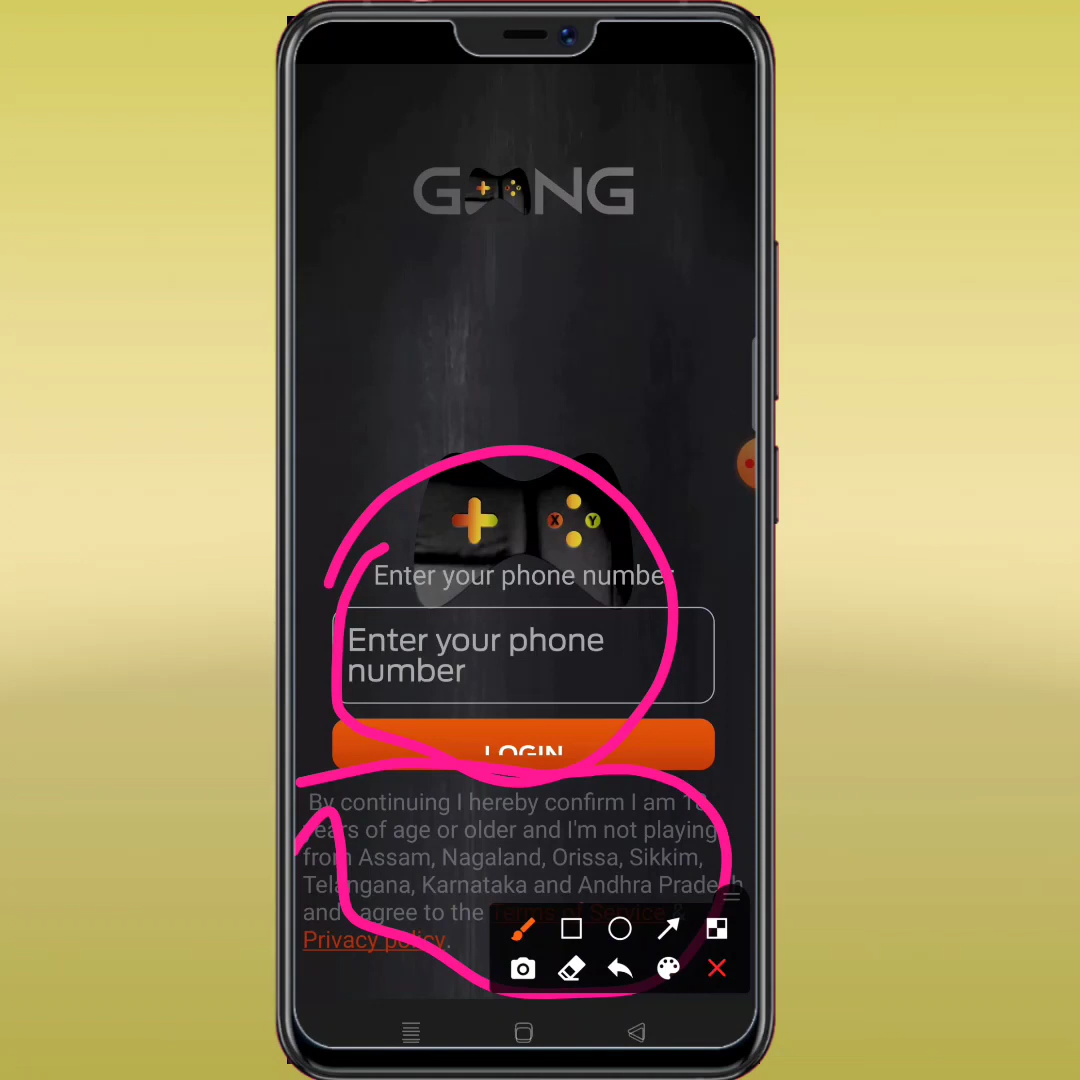 GANG
Enter your phone number
Enter your phone
number
LOGIN
By continuing I hereby confirm I am 18
years of age or older and I'm not playing
from Assam, Nagaland, Orissa, Sikkim,
Telangana, Karnataka and Andhra Pradesh
and I agree to the Terms of Service &
Privacy policy.